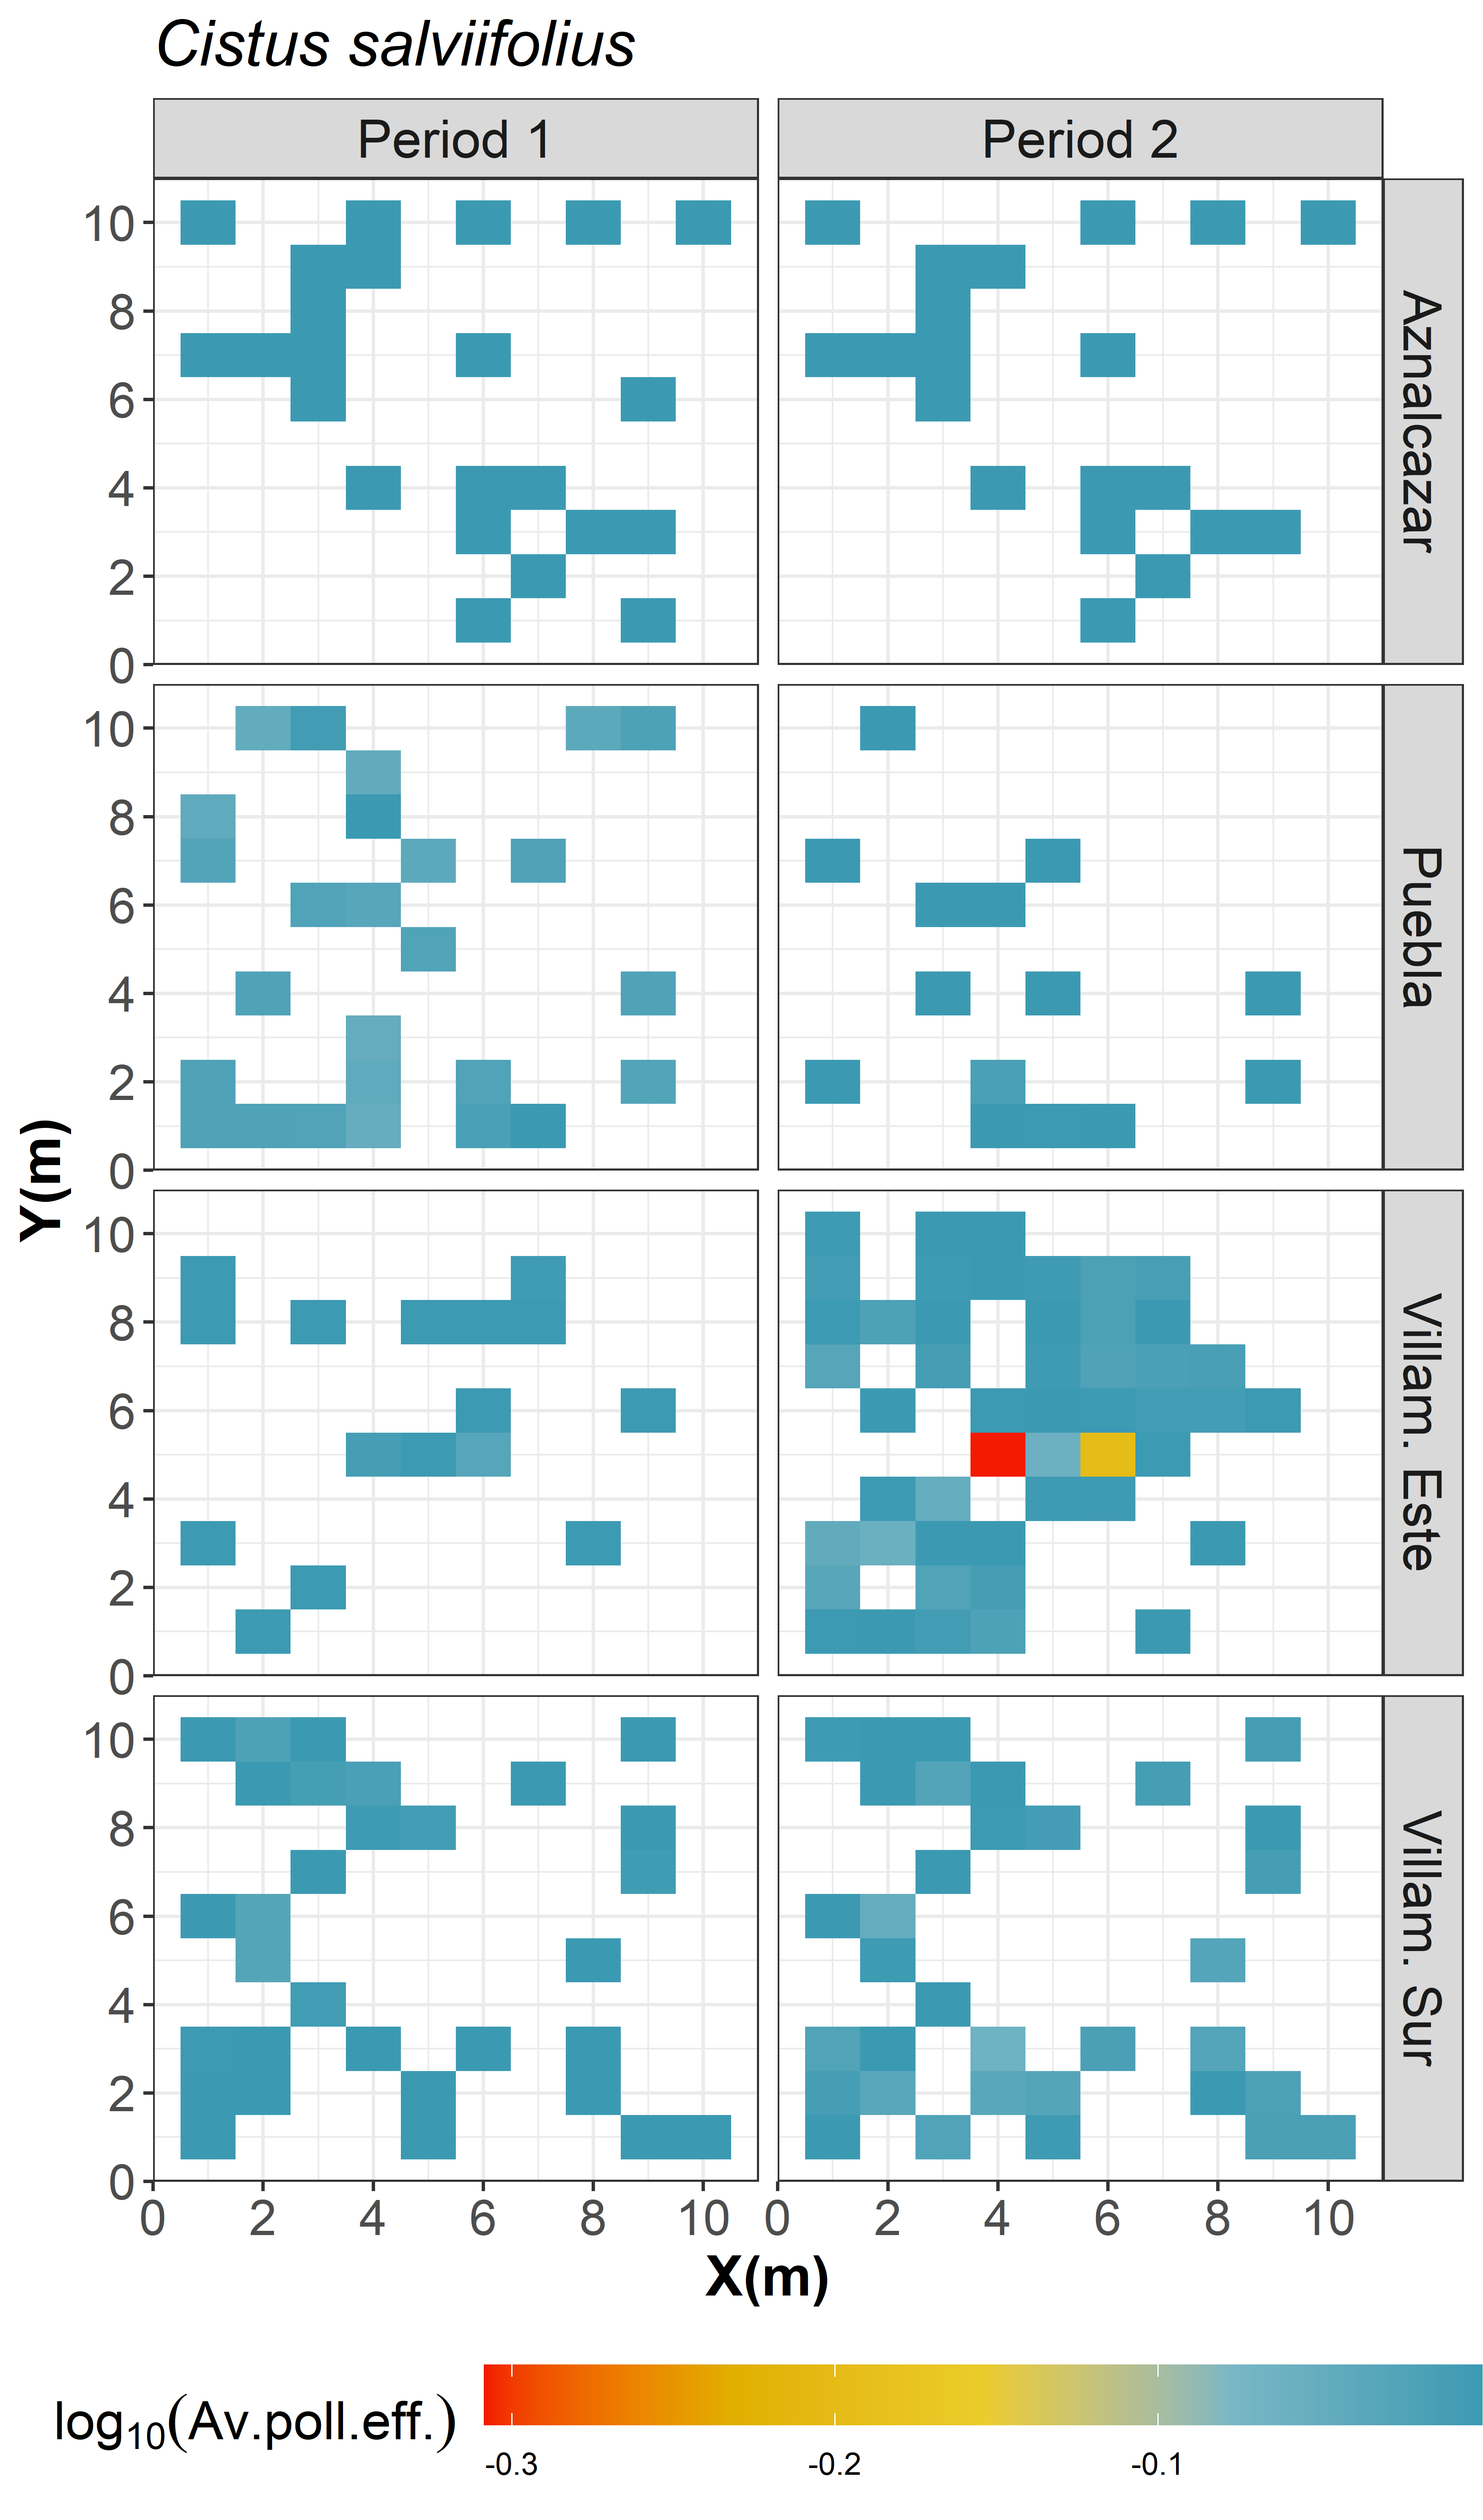 Cistus salviifolius
Period 1
Period 2
10
8
6
4
2
0
Aznalcazar
10
8
6
4
2
0
Puebla
Y(m)
10
8
6
4
2
0
Villam. Este
10
8
6
4
2
0
Villam. Sur
0 2 4 6 8 10
0 2 4 6 8 10
X(m)
log10(Av.poll.eff.)
-0.3 -0.2 -0.1